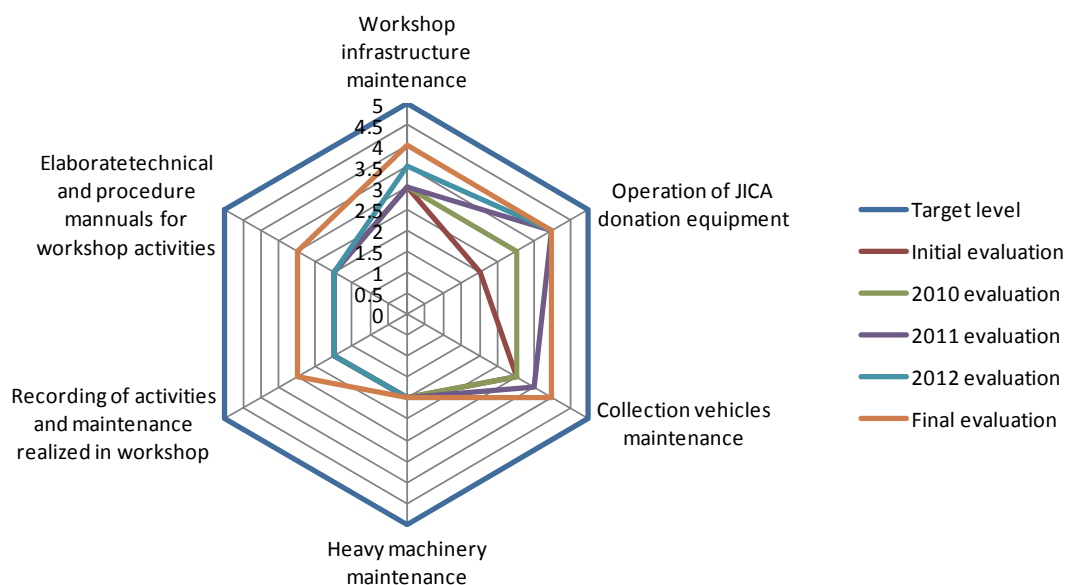 Workshop
infrastructure
maintenance
5
4.5
4
3.5
3
2.5
2
1.5
1
0.5
0
Operation of JICA
donation equipment
Collection vehicles
maintenance
Heavy machinery
maintenance
Recording of activities
and maintenance
realized in workshop
Elaborate technical
and procedure
mannuals for
workshop activities
Target level
Initial evaluation
2010 evaluation
2011 evaluation
2012 evaluation
Final evaluation